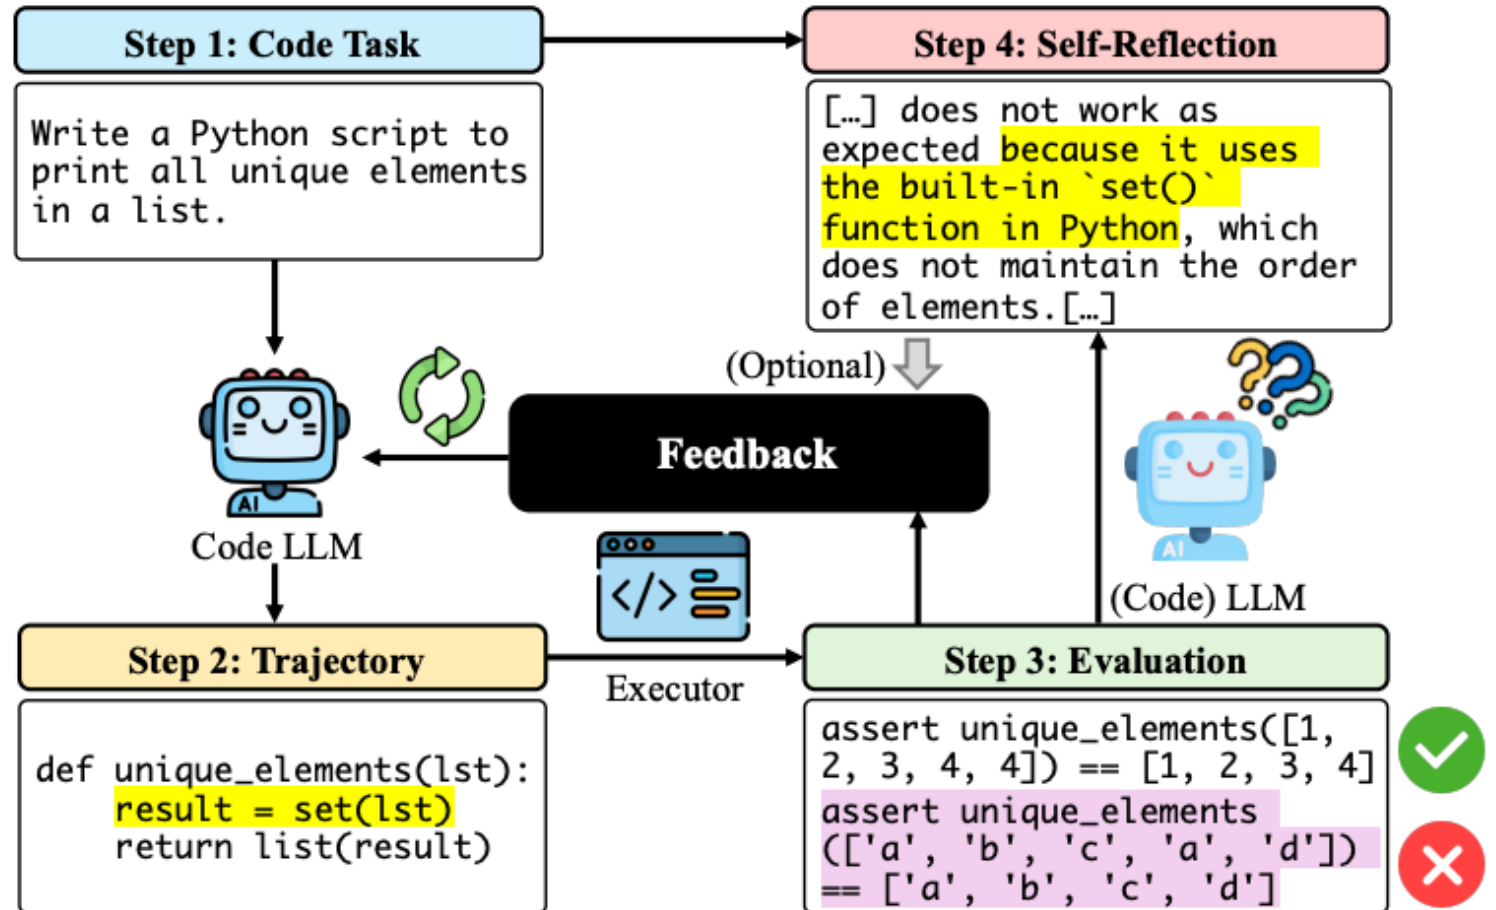 Step 1: Code Task
Write a Python script to
print all unique elements
in a list.
Step 4: Self-Reflection
[…] does not work as
expected because it uses
the built-in `set()`
function in Python, which
does not maintain the order
of elements.[…]
(Optional)
Feedback
AI
Code LLM
AI
(Code) LLM
</>
Executor
Step 2: Trajectory
def unique_elements(lst):
    result = set(lst)
    return list(result)
Step 3: Evaluation
assert unique_elements([1,
2, 3, 4, 4]) == [1, 2, 3, 4]
assert unique_elements
(['a', 'b', 'c', 'a', 'd'])
== ['a', 'b', 'c', 'd']